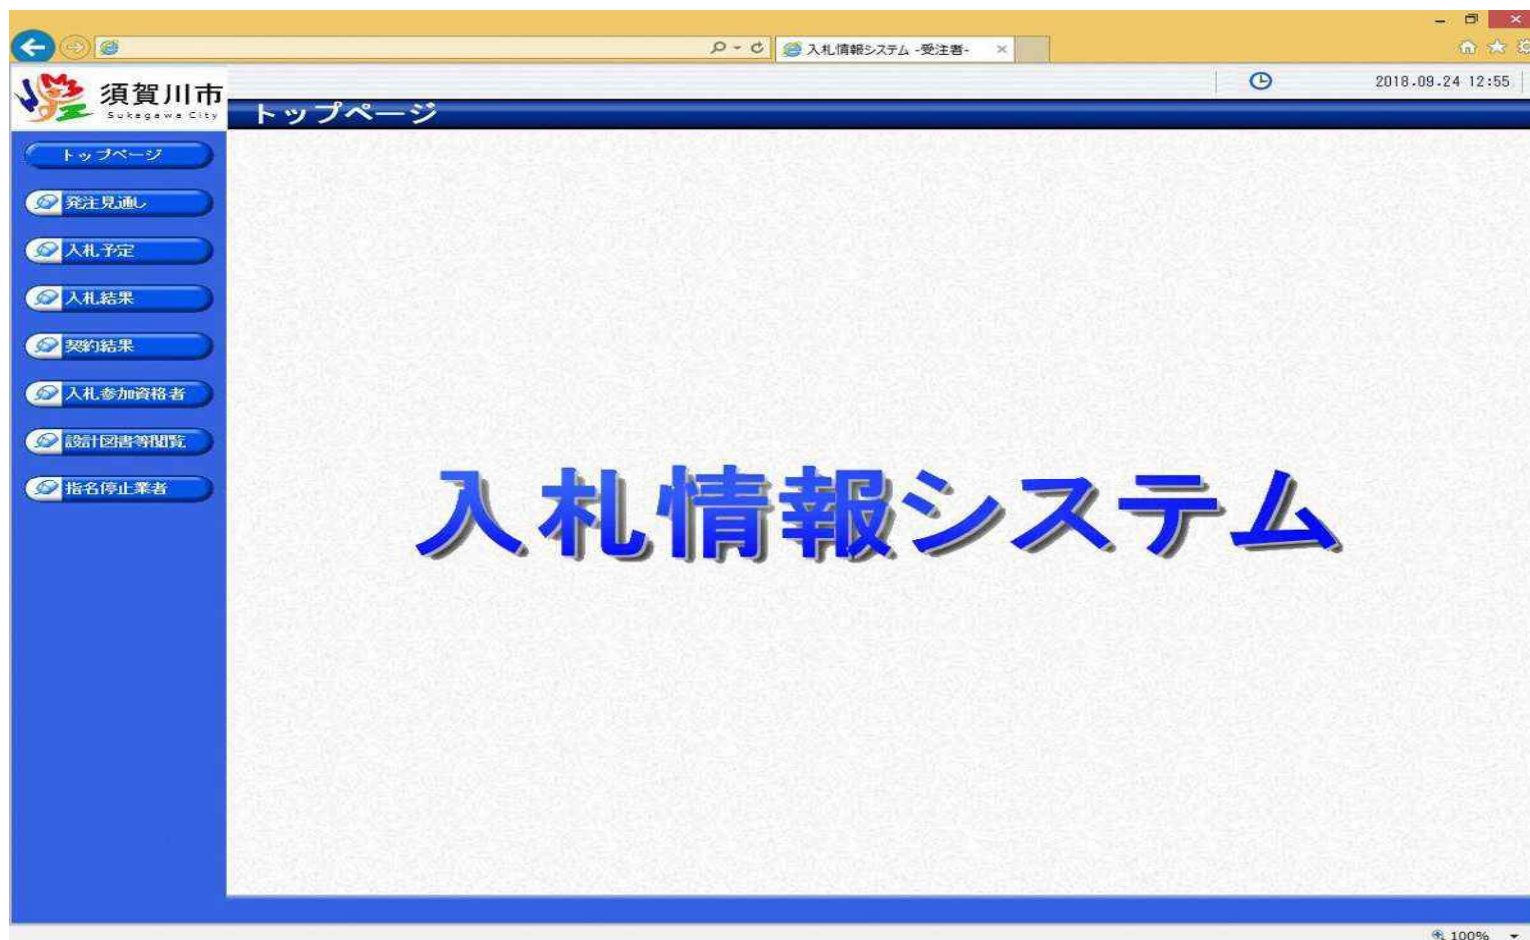 入札情報システム -受注者-
須賀川市
Sukagawa City
2018.09.24 12:55
トップページ
トップページ
発注見通し
入札予定
入札結果
契約結果
入札参加資格者
設計図書等閲覧
指名停止業者
入札情報システム
100%